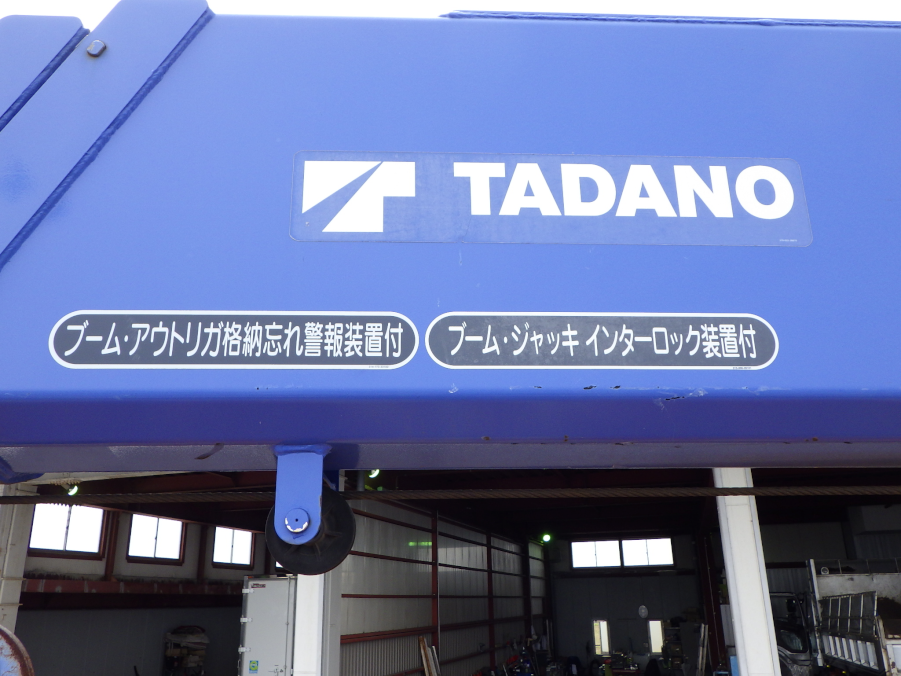 TADANO
ブーム・アウトリガ格納忘れ警報装置付
ブーム・ジャッキ インターロック装置付